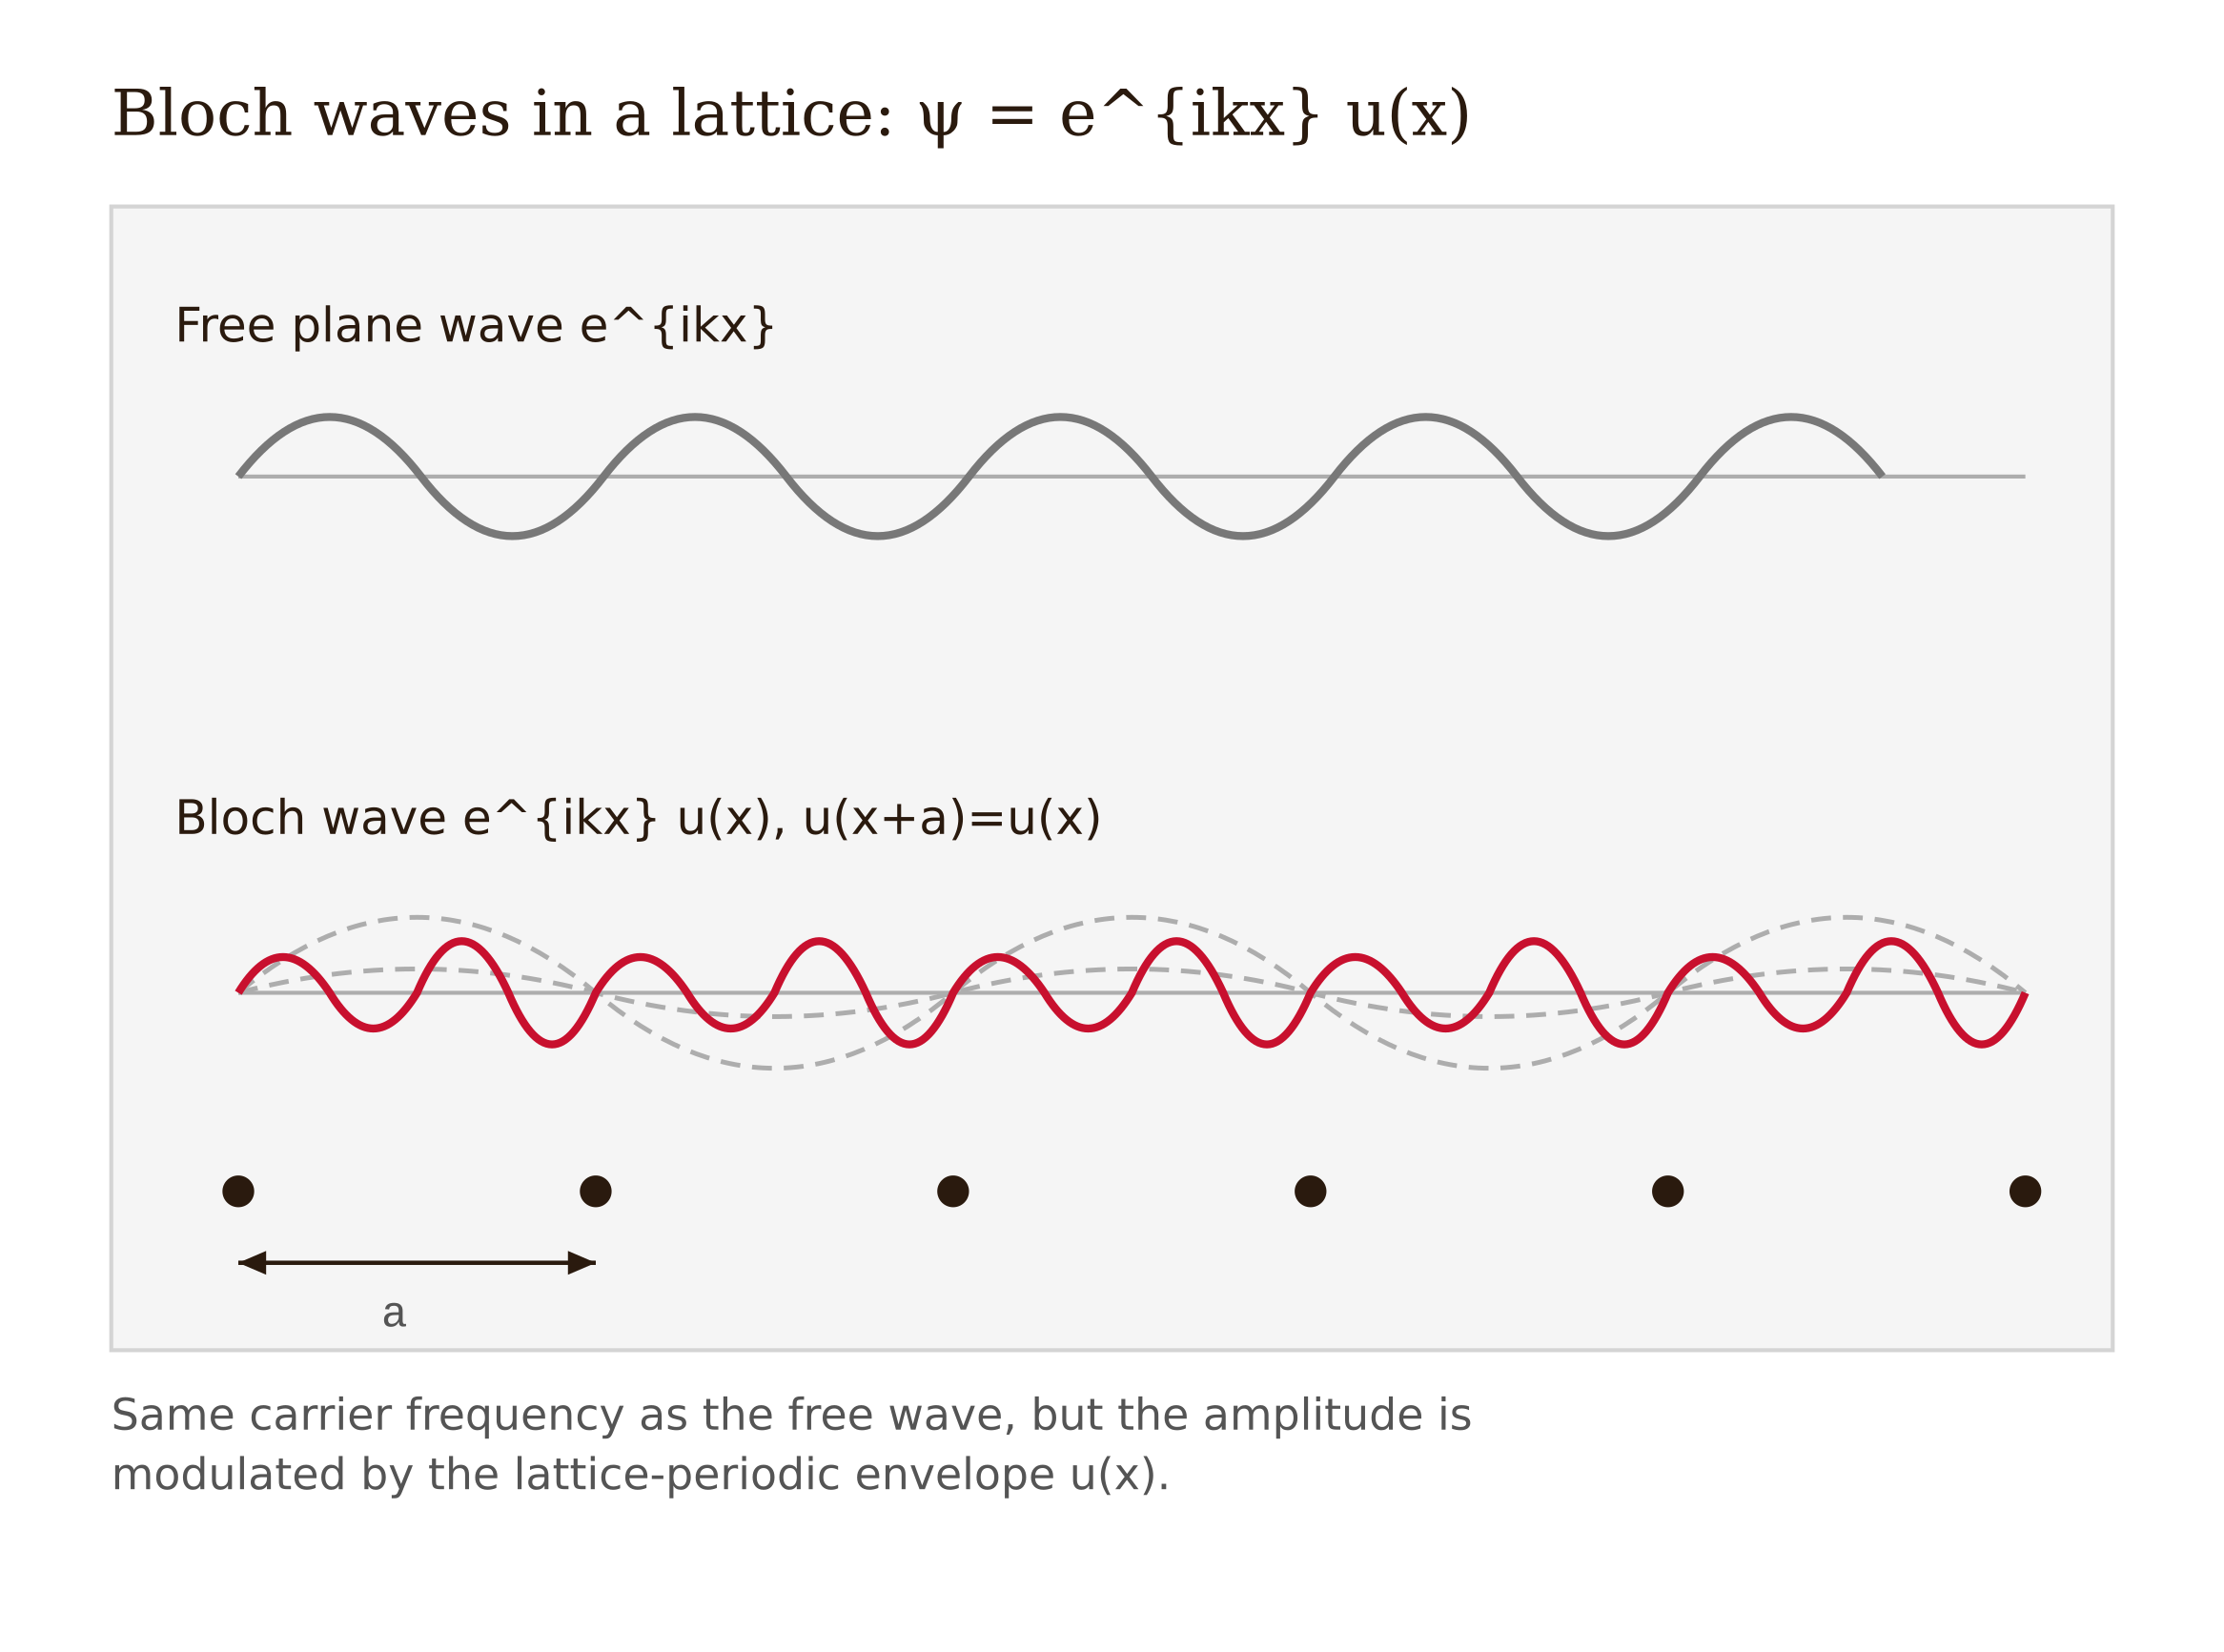 Bloch waves in a lattice: ψ = e^{ikx} u(x)
Free plane wave e^{ikx}
Bloch wave e^{ikx} u(x), u(x+a)=u(x)
a
Same carrier frequency as the free wave, but the amplitude is
modulated by the lattice-periodic envelope u(x).